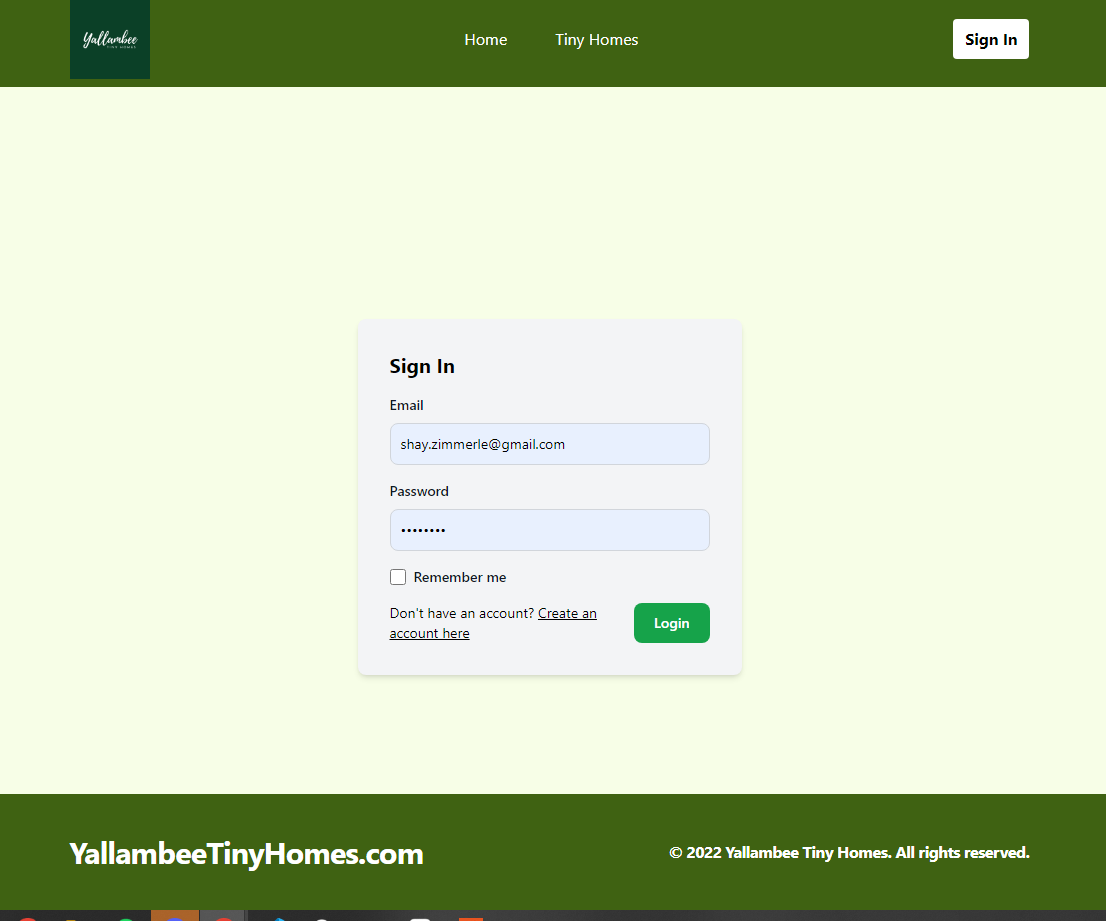 Yallambee
TINY HOMES
Home
Tiny Homes
Sign In
Sign In
Email
shay.zimmerle@gmail.com
Password
••••••••
Remember me
Don't have an account? Create an
account here
Login
YallambeeTinyHomes.com
© 2022 Yallambee Tiny Homes. All rights reserved.